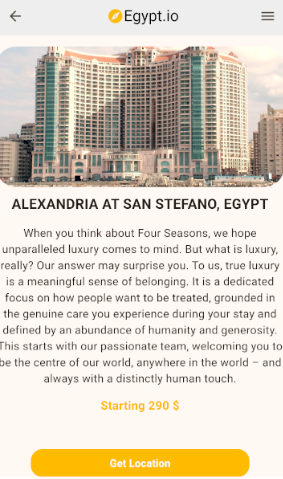 Egypt.io
ALEXANDRIA AT SAN STEFANO, EGYPT
When you think about Four Seasons, we hope
unparalleled luxury comes to mind. But what is luxury,
really? Our answer may surprise you. To us, true luxury
is a meaningful sense of belonging. It is a dedicated
focus on how people want to be treated, grounded in
the genuine care you experience during your stay and
defined by an abundance of humanity and generosity.
This starts with our passionate team, welcoming you to
be the centre of our world, anywhere in the world – and
always with a distinctly human touch.
Starting 290 $
Get Location